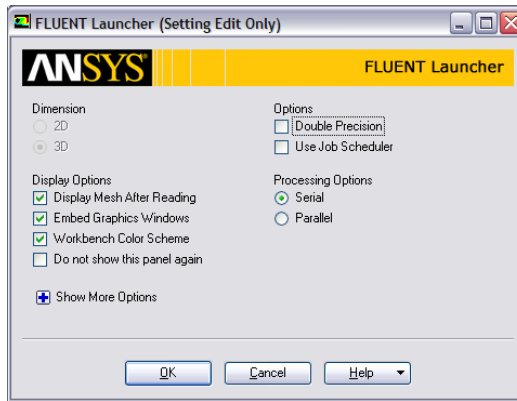 FLUENT Launcher (Setting Edit Only)
ANSYS
FLUENT Launcher
Dimension
2D
3D
Options
Double Precision
Use Job Scheduler
Display Options
Display Mesh After Reading
Embed Graphics Windows
Workbench Color Scheme
Do not show this panel again
Processing Options
Serial
Parallel
Show More Options
OK
Cancel
Help